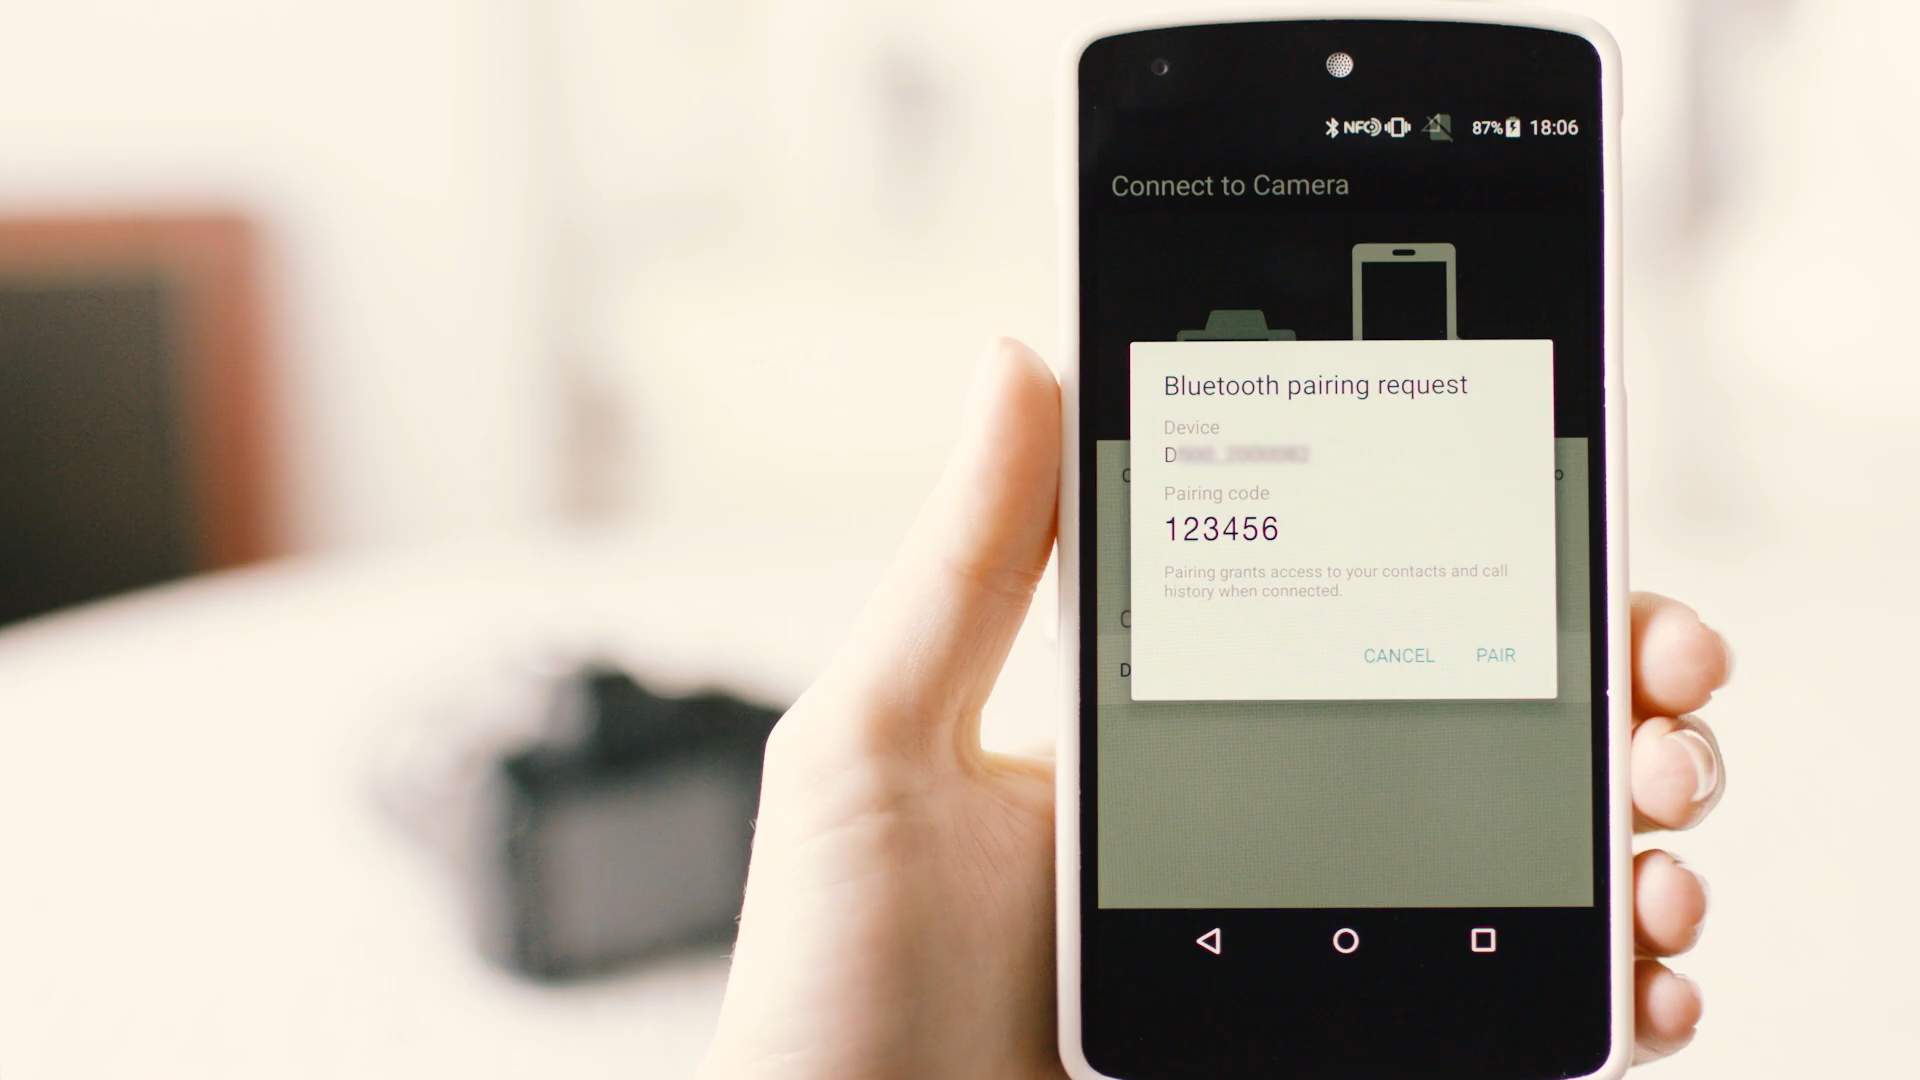 NFC 87% 18:06
Connect to Camera
Bluetooth pairing request
Device
D
Pairing code
123456
Pairing grants access to your contacts and call
history when connected.
CANCEL PAIR